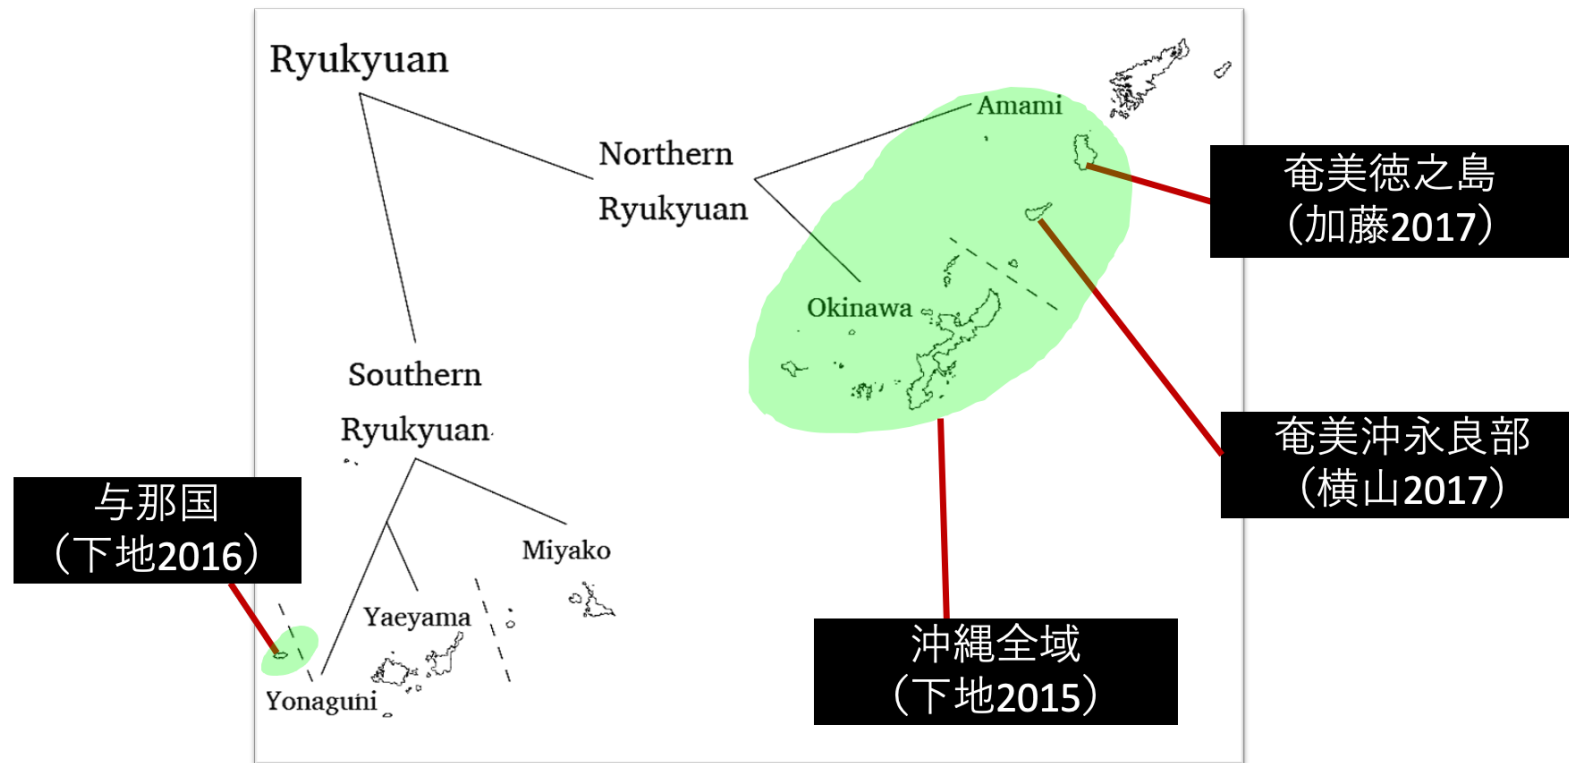 Ryukyuan
Amami
Northern
Ryukyuan
奄美徳之島
（加藤2017）
Okinawa
Southern
Ryukyuan
奄美沖永良部
（横山2017）
与那国
（下地2016）
Miyako
Yaeyama
沖縄全域
（下地2015）
Yonaguni